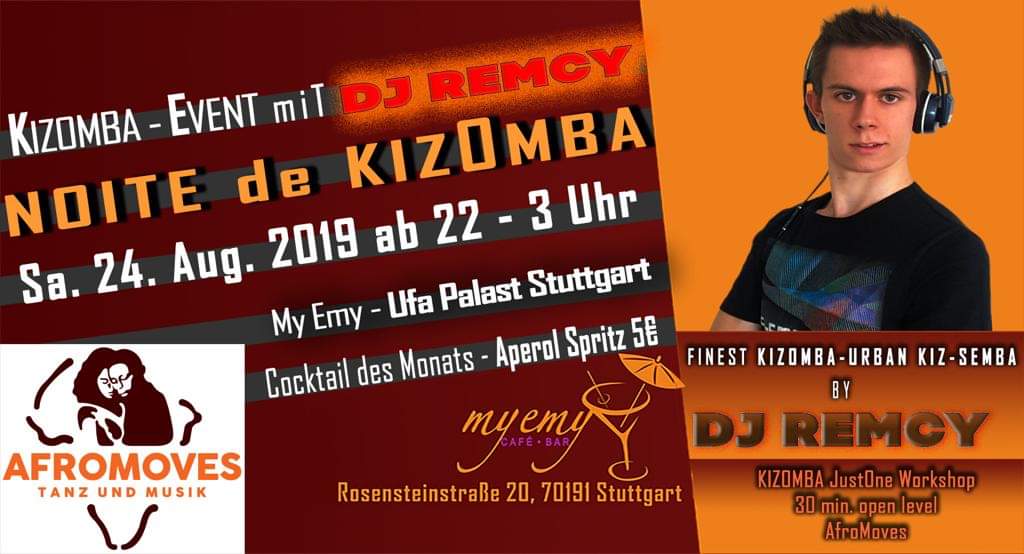 KIZOMBA - EVENT miT DJ REMCY
NOITE de KIZOMBA
Sa. 24. Aug. 2019 ab 22 - 3 Uhr
My Emy - Ufa Palast Stuttgart
Cocktail des Monats - Aperol Spritz 5€
AFROMOVES
TANZ UND MUSIK
my emy
CAFÉ • BAR
Rosensteinstraße 20, 70191 Stuttgart
FINEST KIZOMBA-URBAN KIZ-SEMBA
BY
DJ REMCY
KIZOMBA JustOne Workshop
30 min. open level
AfroMoves